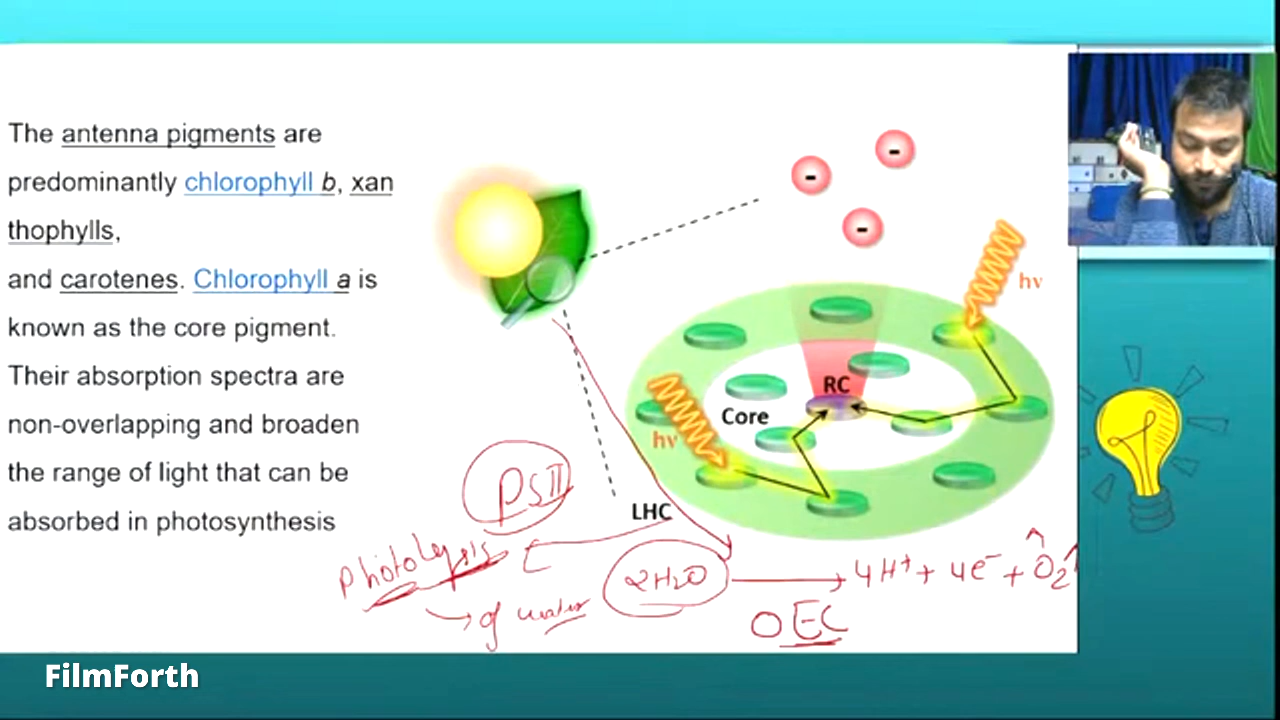 The antenna pigments are
predominantly chlorophyll b, xan
thophylls,
and carotenes. Chlorophyll a is
known as the core pigment.
Their absorption spectra are
non-overlapping and broaden
the range of light that can be
absorbed in photosynthesis
- - -
hν
RC
Core
hν
LHC
PSII
photolysis
→ of water
2H2O → 4H+ + 4e- + O2↑
OEC
FilmForth